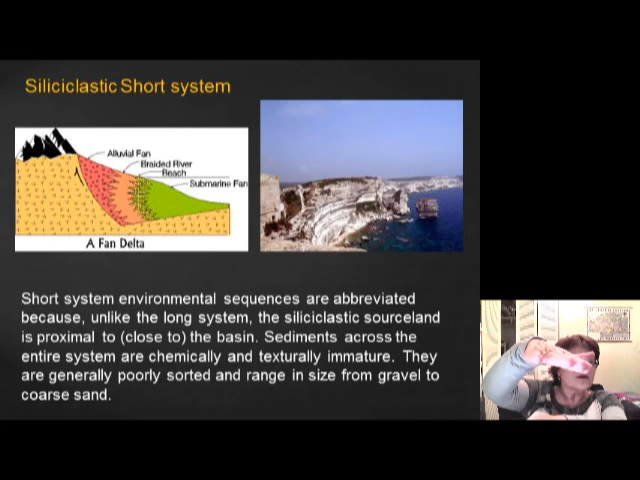 Siliciclastic Short system
Alluvial Fan
Braided River
Beach
Submarine Fan
A Fan Delta
Short system environmental sequences are abbreviated
because, unlike the long system, the siliciclastic sourceland
is proximal to (close to) the basin. Sediments across the
entire system are chemically and texturally immature. They
are generally poorly sorted and range in size from gravel to
coarse sand.